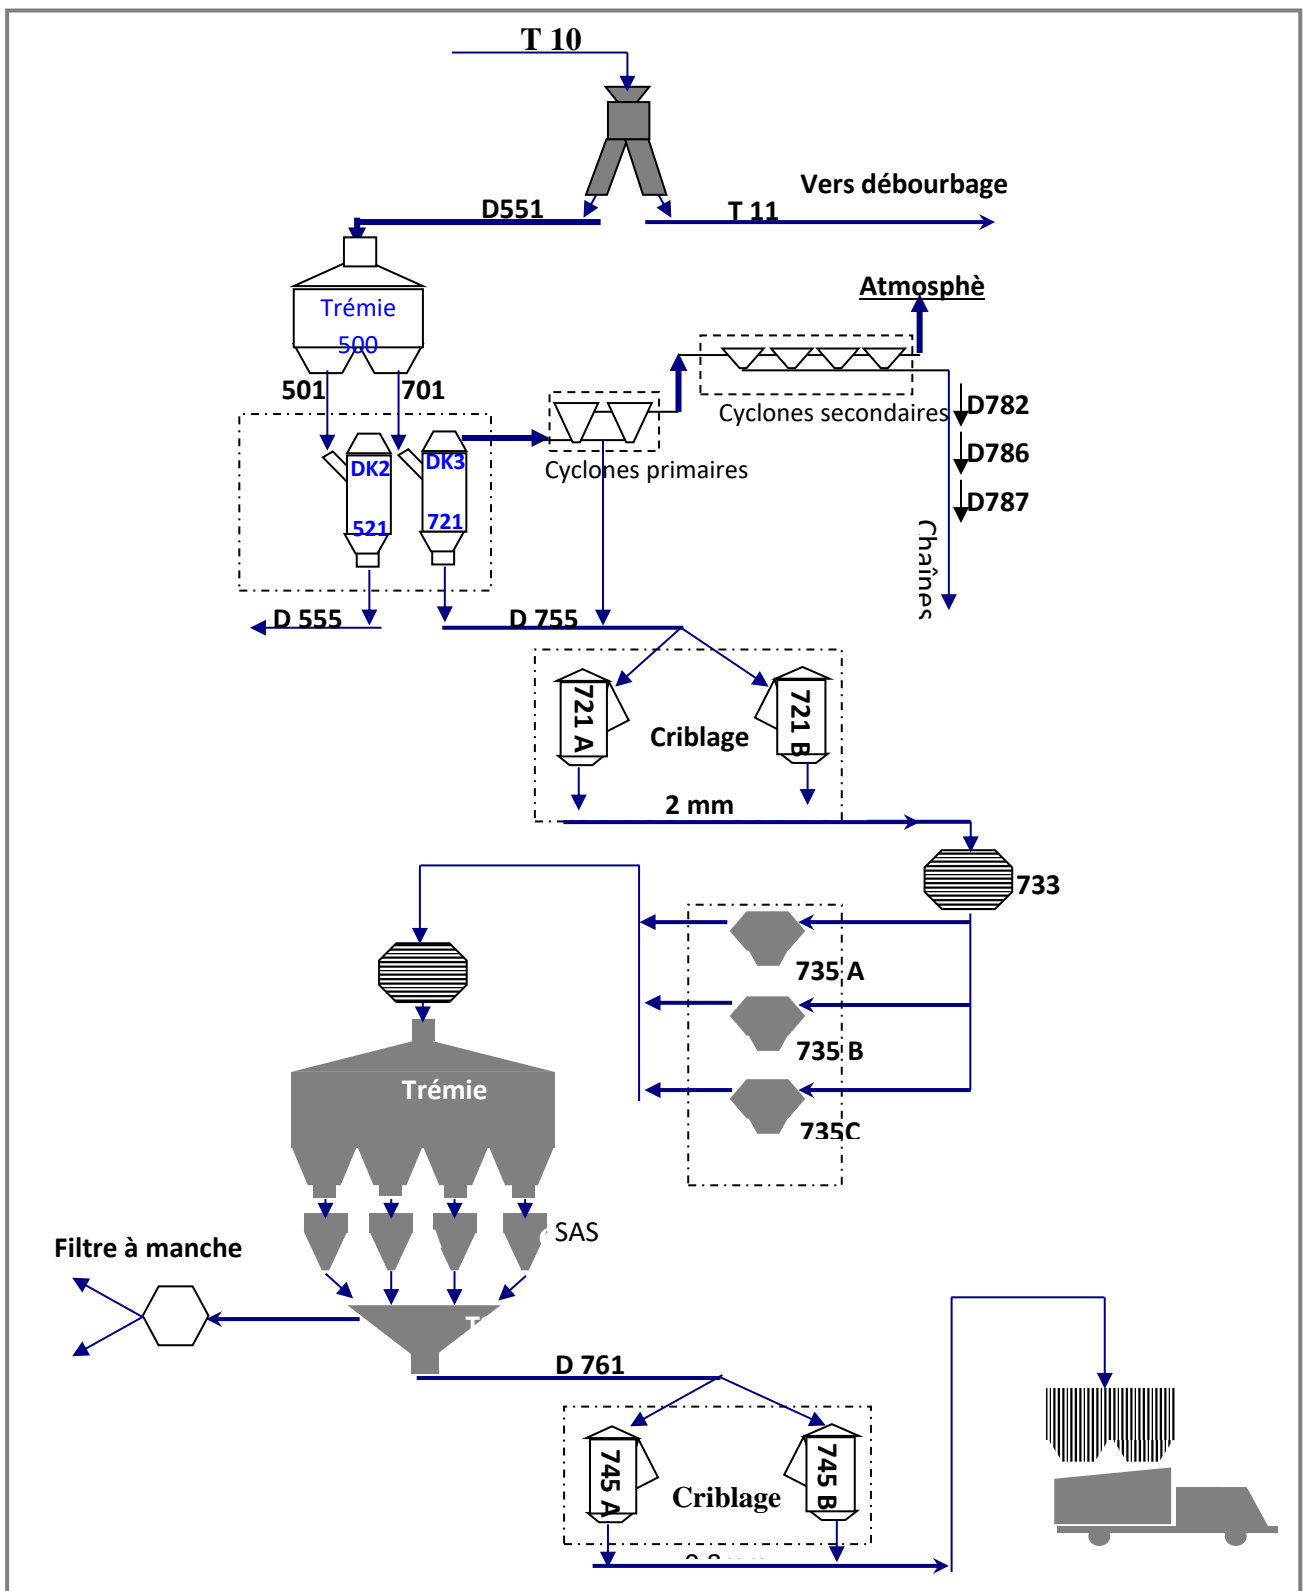 T 10
Vers débourbage
D551
T 11
Atmosphè
Trémie
500
501
701
D782
Cyclones secondaires
D786
DK2
DK3
Cyclones primaires
D787
521
721
Chaînes
D 555
D 755
721 A
721 B
Criblage
2 mm
733
735 A
735 B
Trémie
735C
SAS
Filtre à manche
D 761
745 A
745 B
Criblage